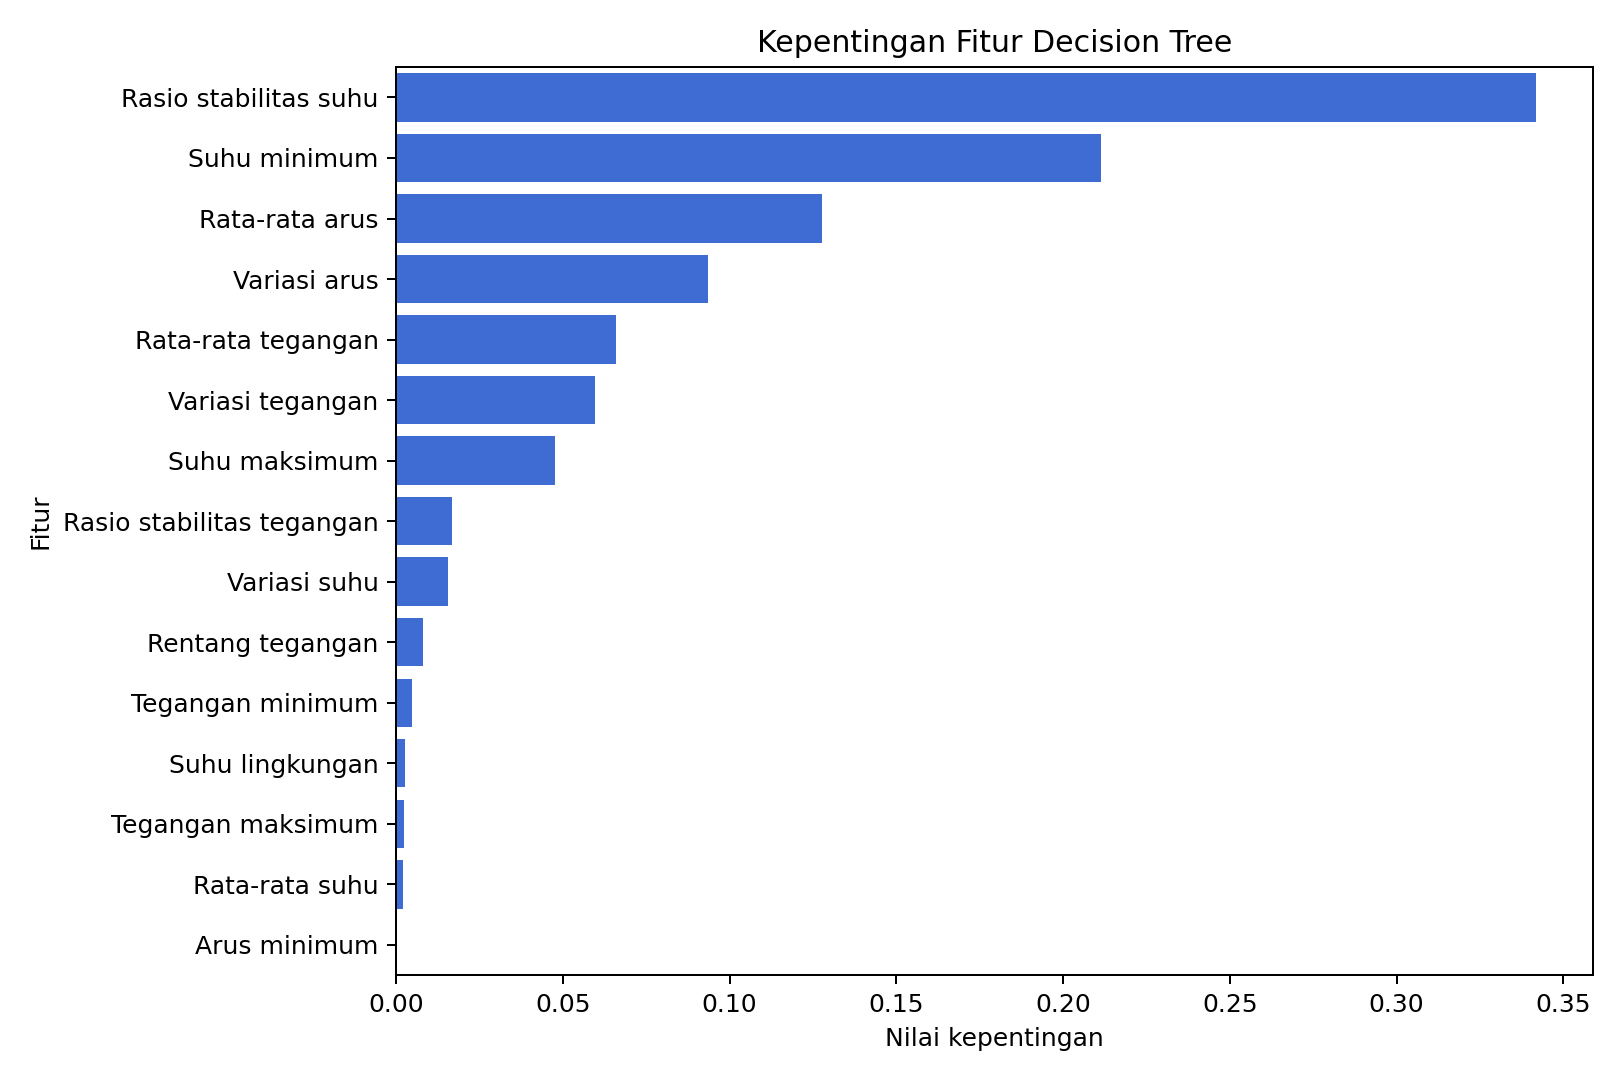 Kepentingan Fitur Decision Tree
Rasio stabilitas suhu
Suhu minimum
Rata-rata arus
Variasi arus
Rata-rata tegangan
Variasi tegangan
Suhu maksimum
Rasio stabilitas tegangan
Variasi suhu
Rentang tegangan
Tegangan minimum
Suhu lingkungan
Tegangan maksimum
Rata-rata suhu
Arus minimum
Fitur
0.00 0.05 0.10 0.15 0.20 0.25 0.30 0.35
Nilai kepentingan